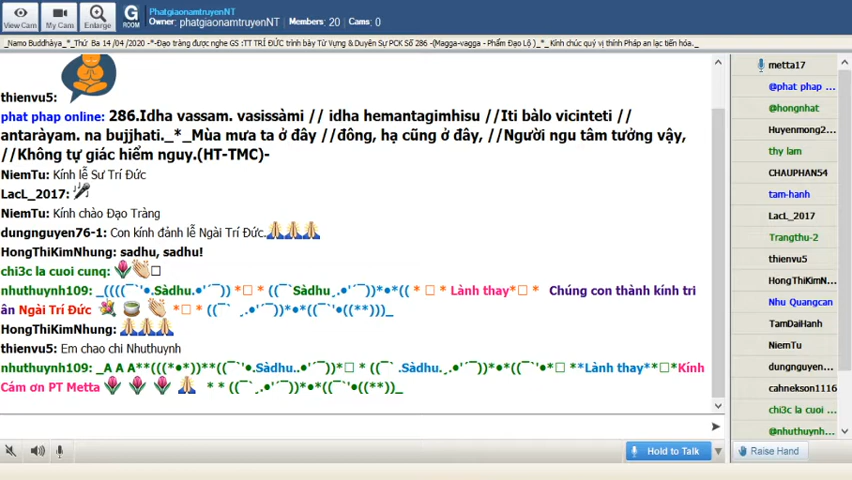 View Cam
My Cam
Enlarge
G
ROOM
PhatgiaonamtruyenNT
Owner: phatgiaonamtruyenNT Members: 20 Cams: 0
_Namo Buddhàya_*_Thứ Ba 14 /04 /2020 -*-Đạo tràng được nghe GS :TT TRÍ ĐỨC trình bày Từ Vựng & Duyên Sự PCK Số 286 -(Magga-vagga - Phẩm Đạo Lộ )_*_ Kính chúc quý vị thính Pháp an lạc tiến hóa._
thienvu5:
phat phap online: 286.Idha vassam. vasissàmi // idha hemantagimhisu //Iti bàlo vicinteti //
antaràyam. na bujjhati._*_Mùa mưa ta ở đây //đông, hạ cũng ở đây, //Người ngu tâm tưởng vậy,
//Không tự giác hiểm nguy.(HT-TMC)-
NiemTu: Kính lễ Sư Trí Đức
LacL_2017:
NiemTu: Kính chào Đạo Tràng
dungnguyen76-1: Con kính đảnh lễ Ngài Trí Đức.
HongThiKimNhung: sadhu, sadhu!
chi3c la cuoi cunq:
nhuthuynh109: _((((¯`'•.Sàdhu.•'´¯)) *□ * ((¯`Sàdhu¸.•'´¯)*•*(( * □ * □ * Lành thay*□ * Chúng con thành kính tri
ân Ngài Trí Đức *□ * ((¯` ¸.•'´¯)*•*((¯`'•((**)))_
HongThiKimNhung:
thienvu5: Em chao chi Nhuthuynh
nhuthuynh109: _A A A**(((*•*))**((¯`'•.Sàdhu..•'´¯))*□ * ((¯` .Sàdhu.¸.•'´¯)*•*((¯`'•((*•*□ **Lành thay**□*Kính
Cám ơn PT Metta * * ((¯`¸.•'´¯)*•*((¯`'•((**))_
Hold to Talk
Raise Hand
metta17
@phat phap ...
@hongnhat
Huyenmong2...
thy lam
CHAUPHAN54
tam-hanh
LacL_2017
Trangthu-2
thienvu5
HongThiKimN...
Nhu Quangcan
TamDaiHanh
NiemTu
dungnguyen...
cahnekson1116
chi3c la cuoi ...
@nhuthuynh...